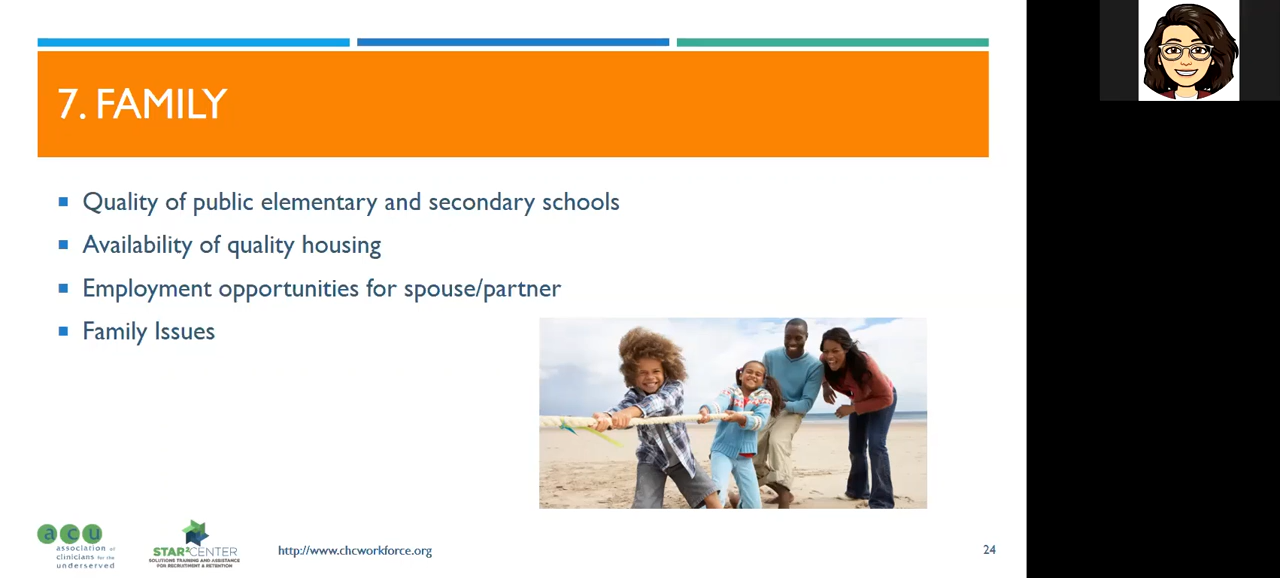 7. FAMILY
Quality of public elementary and secondary schools
Availability of quality housing
Employment opportunities for spouse/partner
Family Issues
acu
association of
clinicians for the
underserved
STAR² CENTER
SOLUTIONS TRAINING AND ASSISTANCE
FOR RECRUITMENT & RETENTION
http://www.chcworkforce.org
24